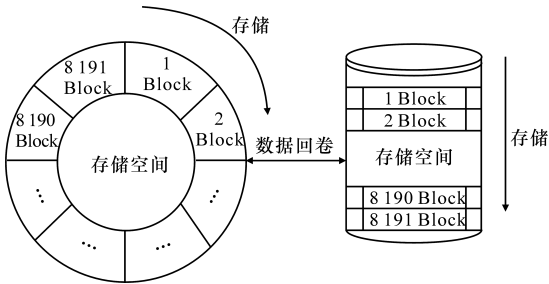 存储
8 191
Block
1
Block
8 190
Block
2
Block
存储空间
…
…
…
…
数据回卷
1 Block
2 Block
存储空间
8 190 Block
8 191 Block
存储